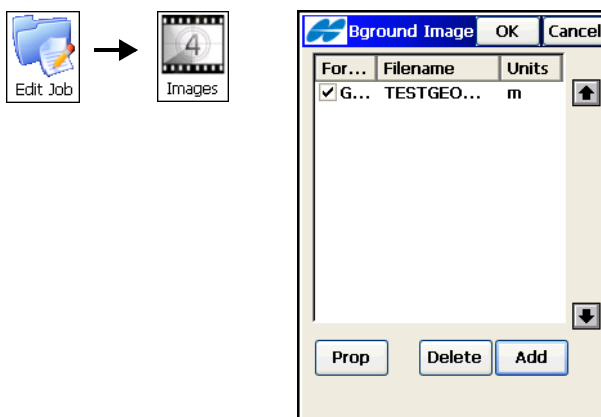 Edit Job
4
Images
Bground Image OK Cancel
For... Filename Units
G... TESTGEO... m
Prop Delete Add